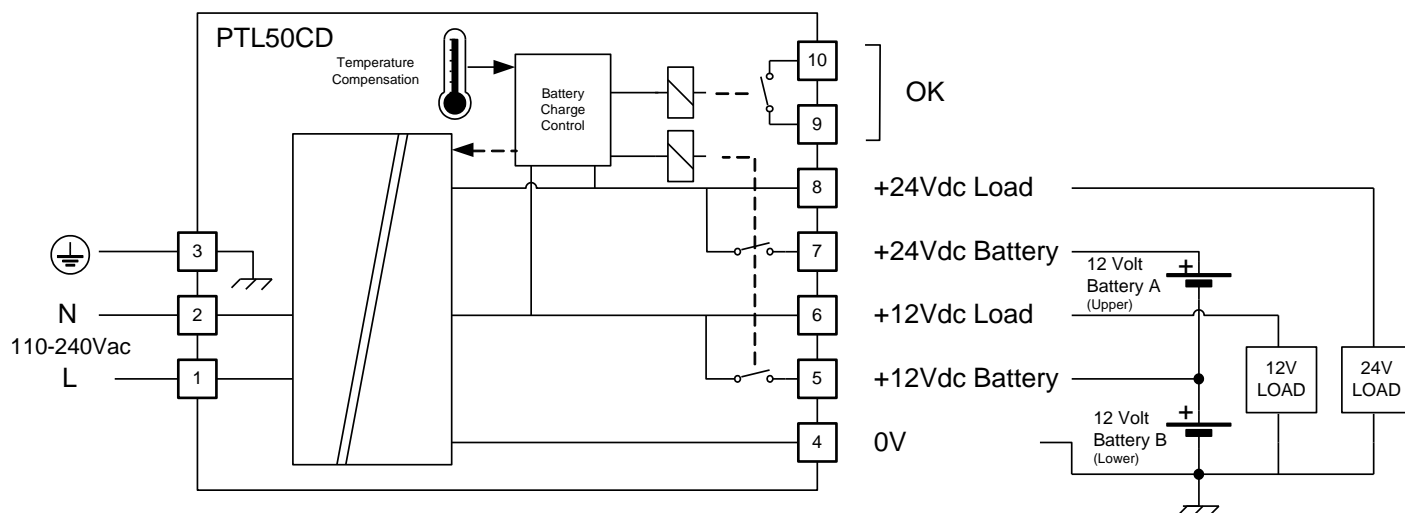 PTL50CD
Temperature
Compensation
Battery
Charge
Control
10
9
OK
8
+24Vdc Load
7
+24Vdc Battery
3
N
2
110-240Vac
L
1
6
+12Vdc Load
5
+12Vdc Battery
4
0V
12 Volt
Battery A
(Upper)
+
12 Volt
Battery B
(Lower)
+
12V
LOAD
24V
LOAD